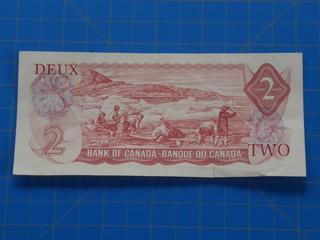 DEUX
2
2
BANK OF CANADA - BANQUE DU CANADA
TWO